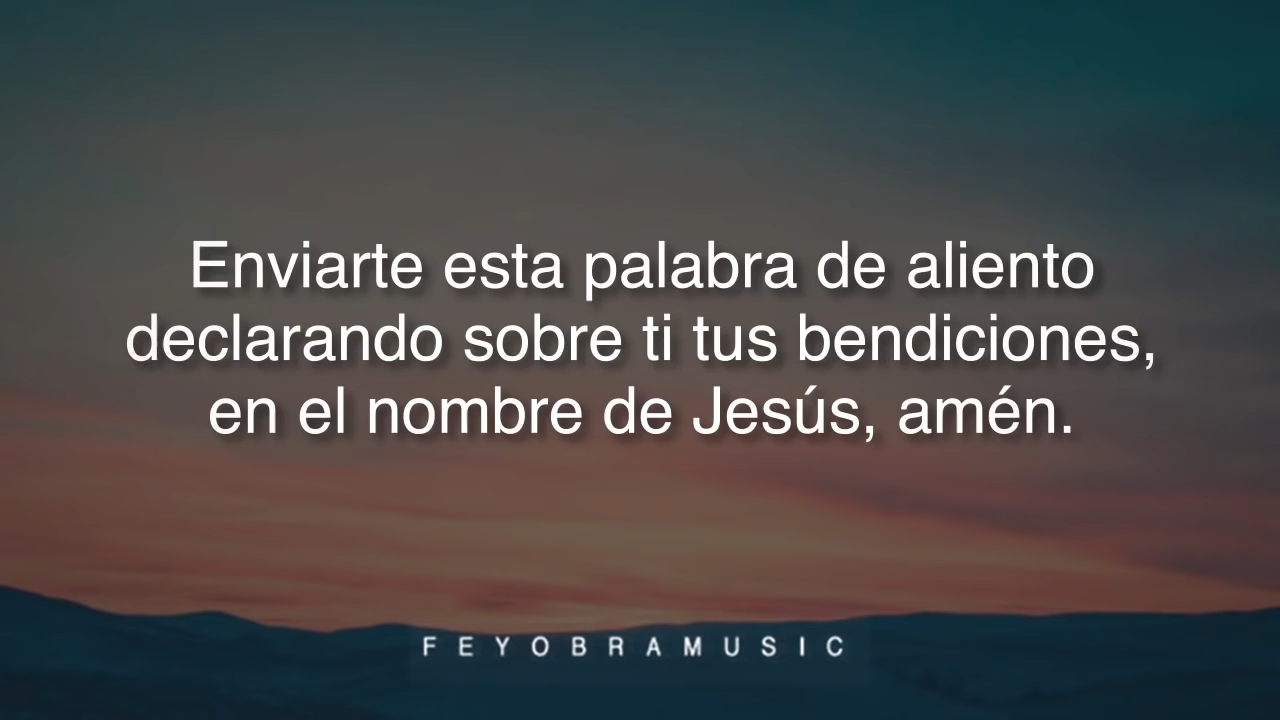 Enviarte esta palabra de aliento
declarando sobre ti tus bendiciones,
en el nombre de Jesús, amén.
FEYOBRAMUSIC